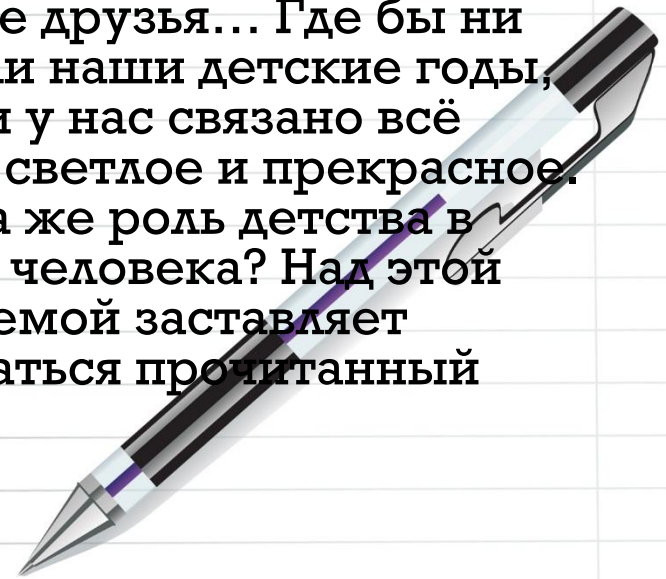 е друзья... Где бы ни
и наши детские годы,
и у нас связано всё
светлое и прекрасное.
а же роль детства в
человека? Над этой
емой заставляет
аться прочитанный